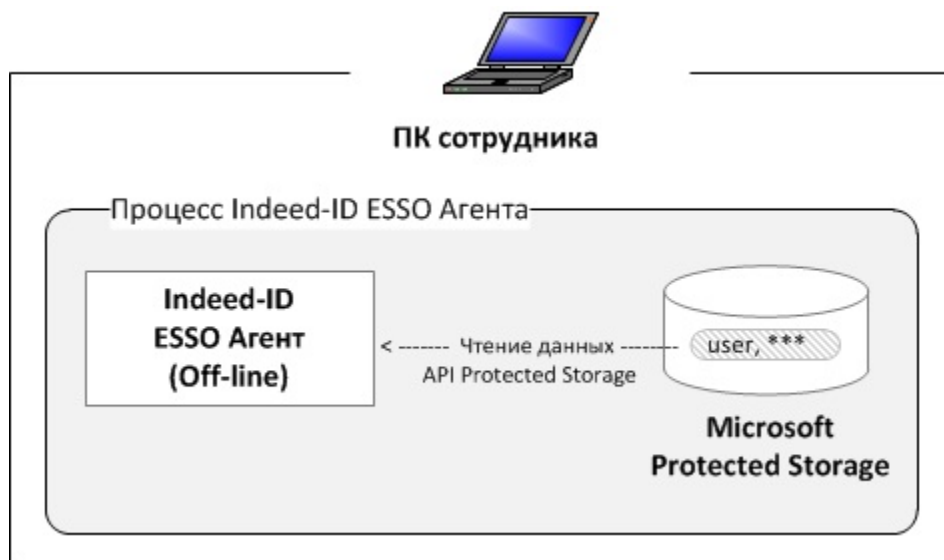 ПК сотрудника
Процесс Indeed-ID ESSO Агента
Indeed-ID
ESSO Агент
(Off-line)
< ------- Чтение данных -------
API Protected Storage
user, ***
Microsoft
Protected Storage